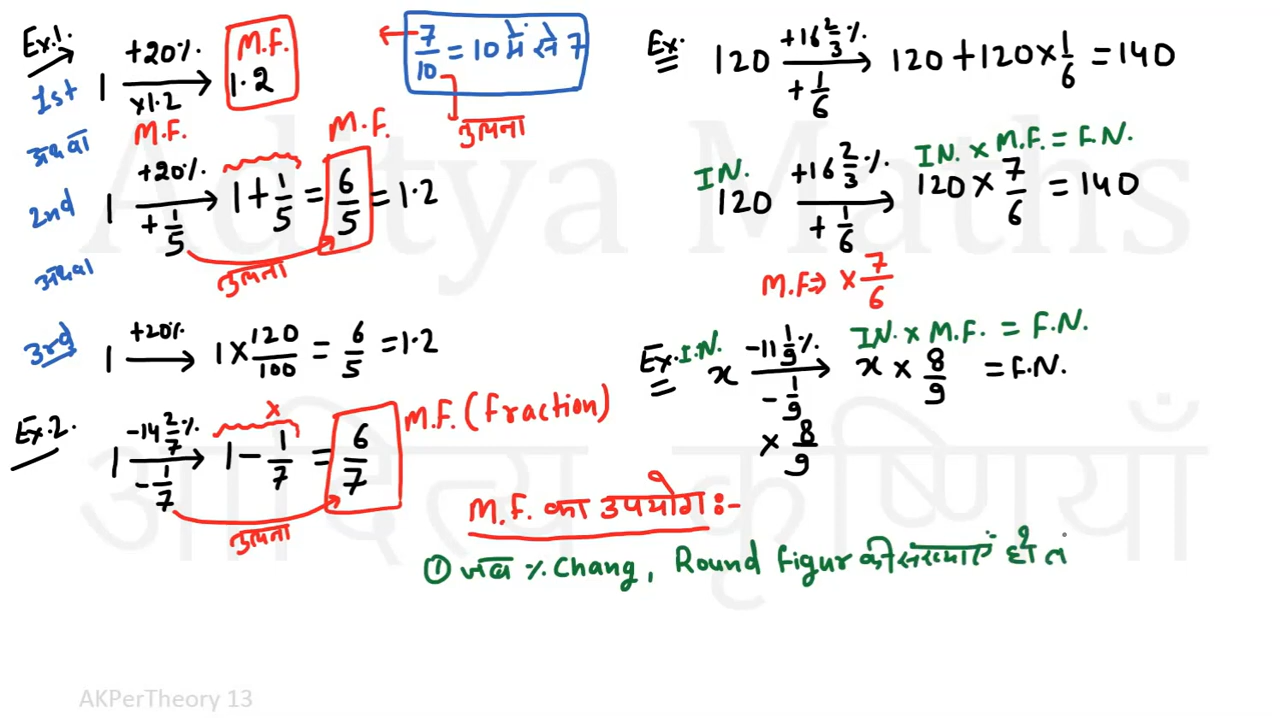 Ex.1. 1 +20% ×1.2 M.F. M.F. 1.2
1st
7/10 = 10 में से 7
तुलना
अथवा
2nd 1 +20% +1/5 1 + 1/5 = 6/5 = 1.2 M.F.
तुलना
अथवा
3rd 1 +20% 1 × 120/100 = 6/5 = 1.2
Ex.2. 1 -14 2/7% -1/7 1 - 1/7 = 6/7 M.F. (Fraction)
x
तुलना
Ex: 120 +16 2/3% +1/6 120 + 120 × 1/6 = 140
I.N. × M.F. = F.N.
I.N. 120 +16 2/3% +1/6 120 × 7/6 = 140
M.F. ⇒ × 7/6
I.N. × M.F. = F.N.
Ex: I.N. x -11 1/9% -1/9 x × 8/9 = F.N.
× 8/9
M.F. का उपयोग :-
① जब % Chang, Round Figur की संख्याएं हो त
Aditya Maths
आदित्य कृष्णियाँ
AKPerTheory 13